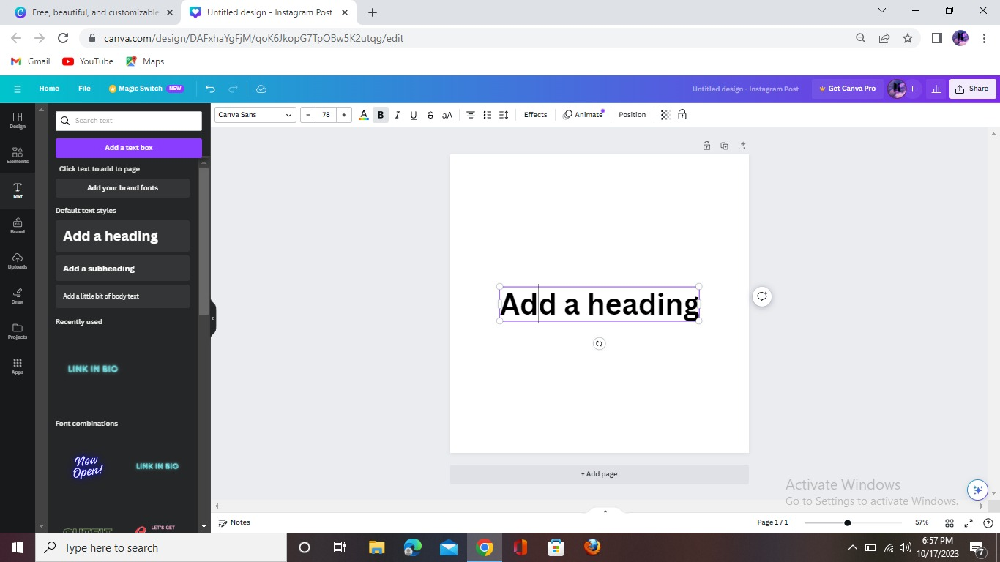 Free, beautiful, and customizable
Untitled design - Instagram Post
canva.com/design/DAFxhaYgFjM/qoK6JkopG7TpOBw5K2utqg/edit
Gmail
YouTube
Maps
Home
File
Magic Switch
NEW
Untitled design - Instagram Post
Get Canva Pro
+
Share
Canva Sans
- 78 +
A
B
I
U
S
aA
Effects
Animate
Position
Design
Elements
Text
Brand
Uploads
Draw
Projects
Apps
Search text
Add a text box
Click text to add to page
Add your brand fonts
Default text styles
Add a heading
Add a subheading
Add a little bit of body text
Recently used
LINK IN BIO
Font combinations
Now
Open!
LINK IN BIO
OUTFIT
LET'S GET
Add a heading
+ Add page
Activate Windows
Go to Settings to activate Windows.
Notes
Page 1 / 1
57%
Type here to search
6:57 PM
10/17/2023
7